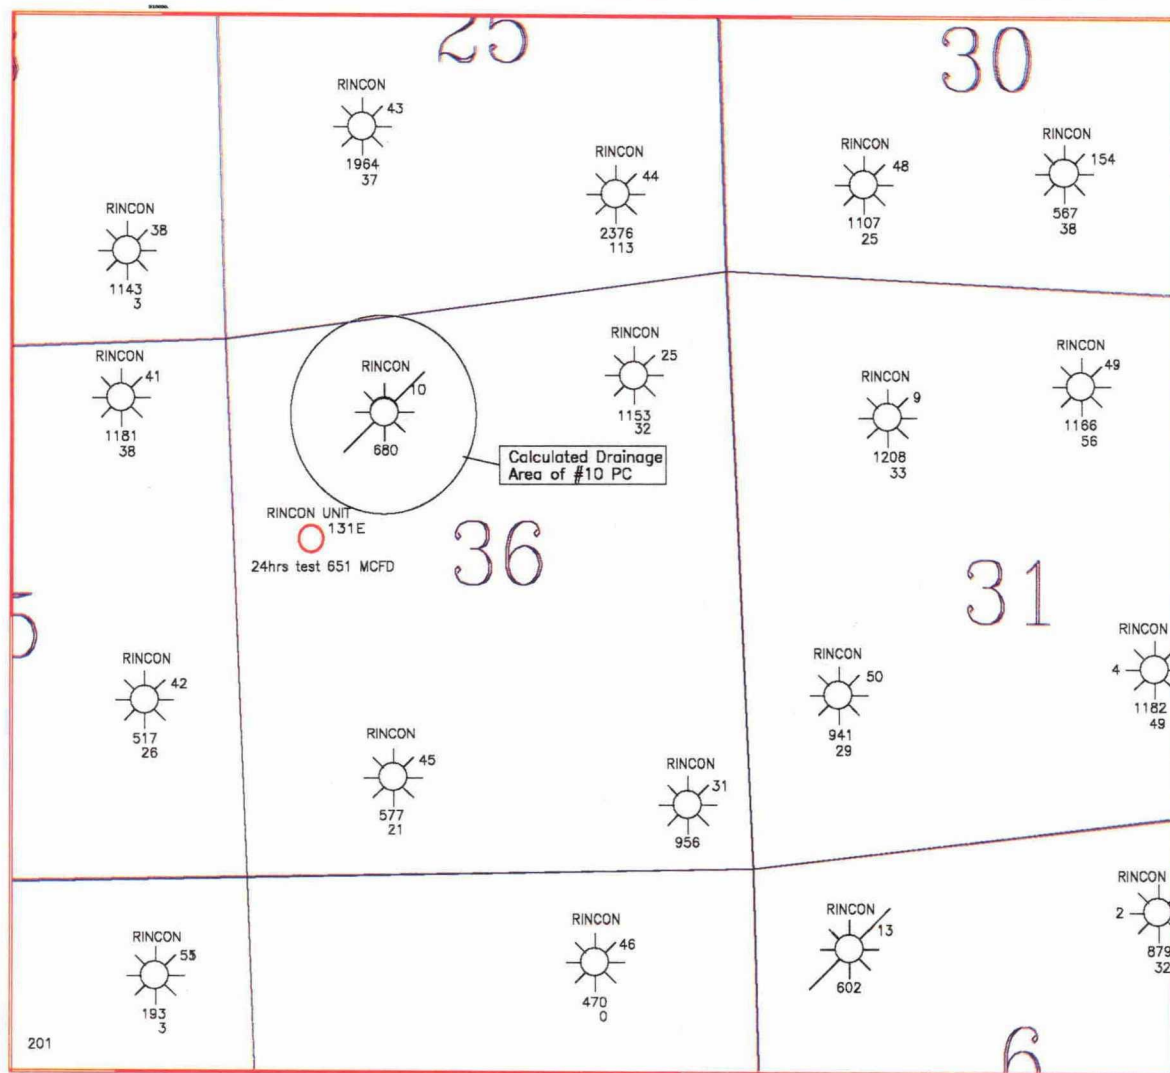 25
30
RINCON
43
1964
37
RINCON
44
2376
113
RINCON
48
1107
25
RINCON
154
567
38
RINCON
38
1143
3
RINCON
41
1181
38
RINCON
10
680
RINCON
25
1153
32
RINCON
9
1208
33
RINCON
49
1166
56
Calculated Drainage
Area of #10 PC
RINCON UNIT
131E
24hrs test 651 MCFD
36
31
RINCON
42
517
26
RINCON
45
577
21
RINCON
31
956
RINCON
50
941
29
RINCON
4
1182
49
RINCON
193
3
RINCON
46
470
0
RINCON
13
602
RINCON
2
879
32
6
201